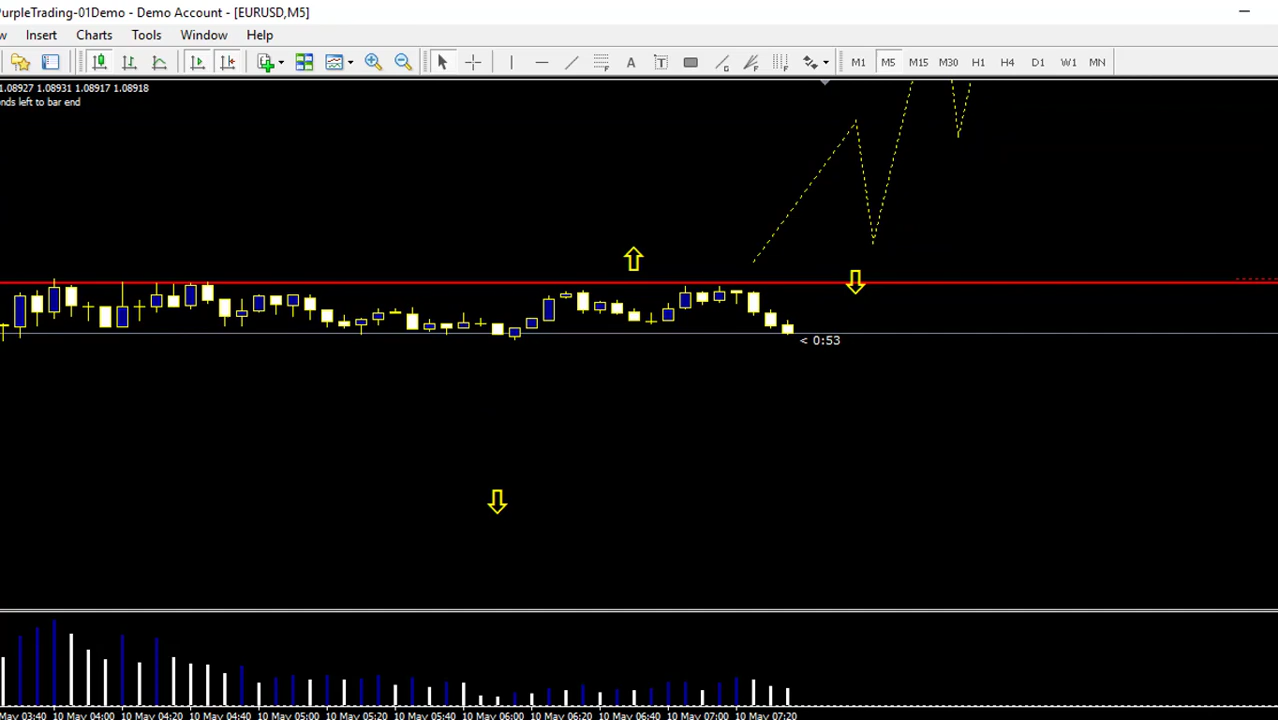 PurpleTrading-01Demo - Demo Account - [EURUSD,M5]
w Insert Charts Tools Window Help
A T M1 M5 M15 M30 H1 H4 D1 W1 MN
1.08927 1.08931 1.08917 1.08918
nds left to bar end
< 0:53
May 03:40 10 May 04:00 10 May 04:20 10 May 04:40 10 May 05:00 10 May 05:20 10 May 05:40 10 May 06:00 10 May 06:20 10 May 06:40 10 May 07:00 10 May 07:20